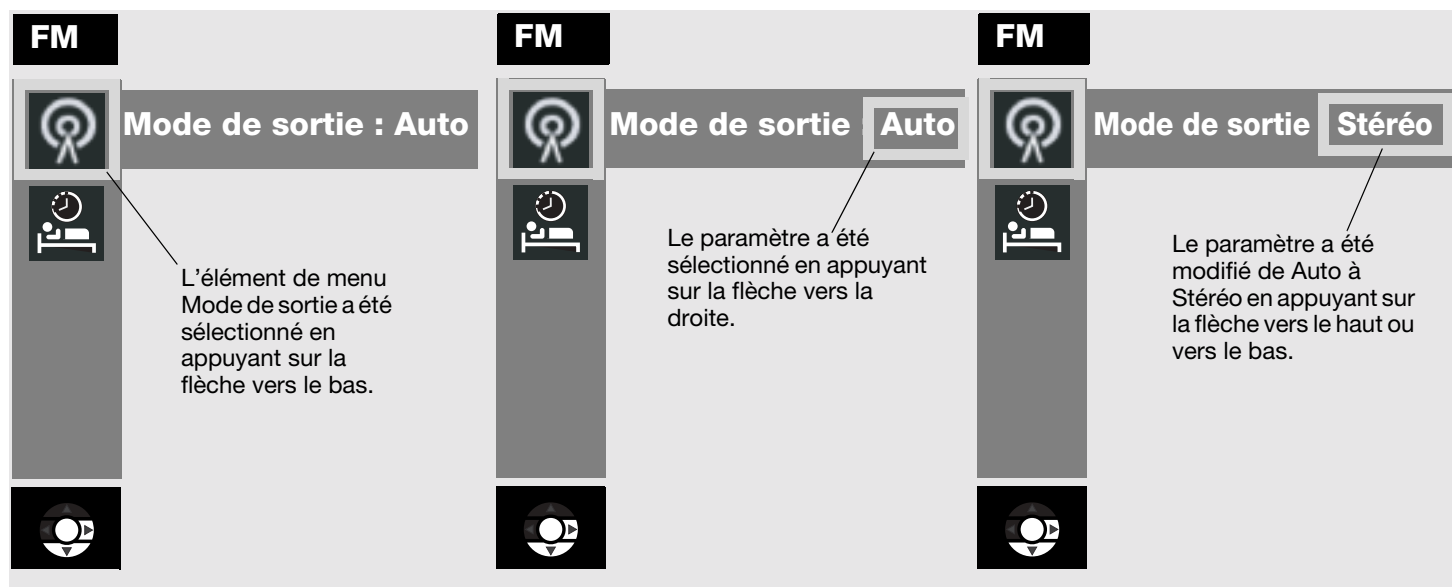 FM
Mode de sortie : Auto
L'élément de menu
Mode de sortie a été
sélectionné en
appuyant sur la
flèche vers le bas.
FM
Mode de sortie : Auto
Le paramètre a été
sélectionné en appuyant
sur la flèche vers la
droite.
FM
Mode de sortie Stéréo
Le paramètre a été
modifié de Auto à
Stéréo en appuyant sur
la flèche vers le haut ou
vers le bas.